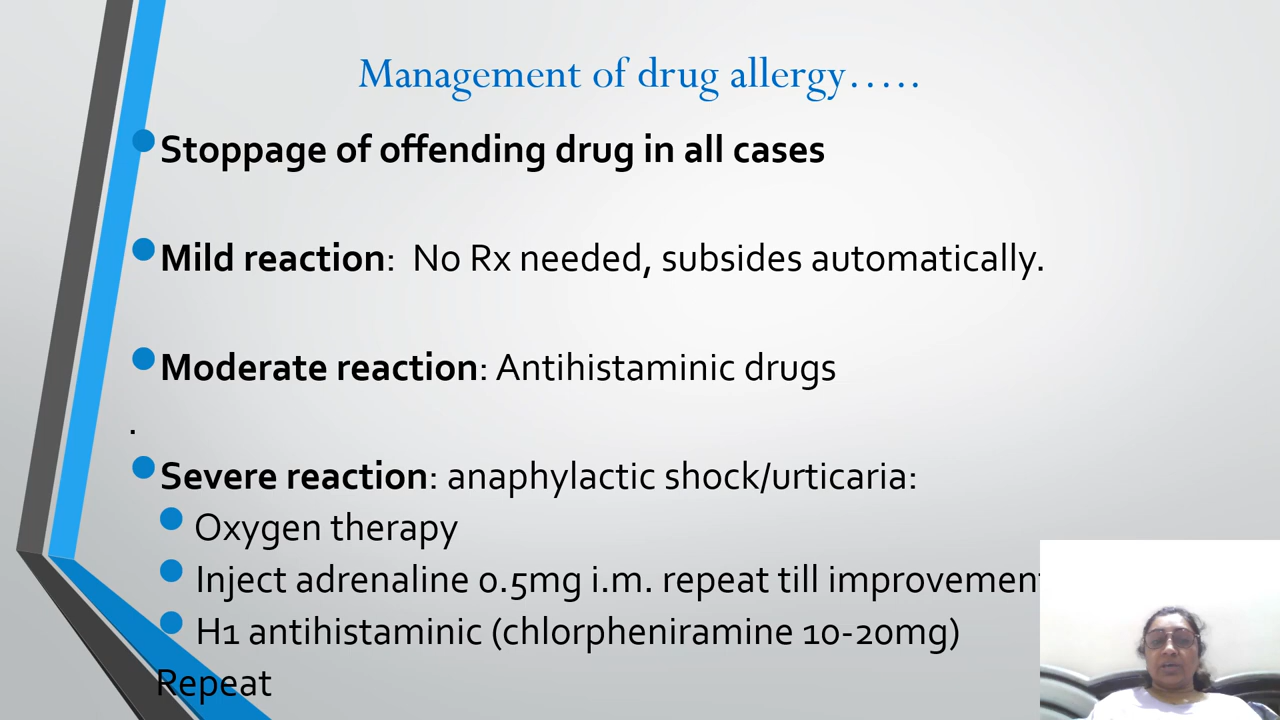 Management of drug allergy.....
Stoppage of offending drug in all cases
Mild reaction: No Rx needed, subsides automatically.
Moderate reaction: Antihistaminic drugs
.
Severe reaction: anaphylactic shock/urticaria:
Oxygen therapy
Inject adrenaline 0.5mg i.m. repeat till improvement
H1 antihistaminic (chlorpheniramine 10-20mg)
Repeat